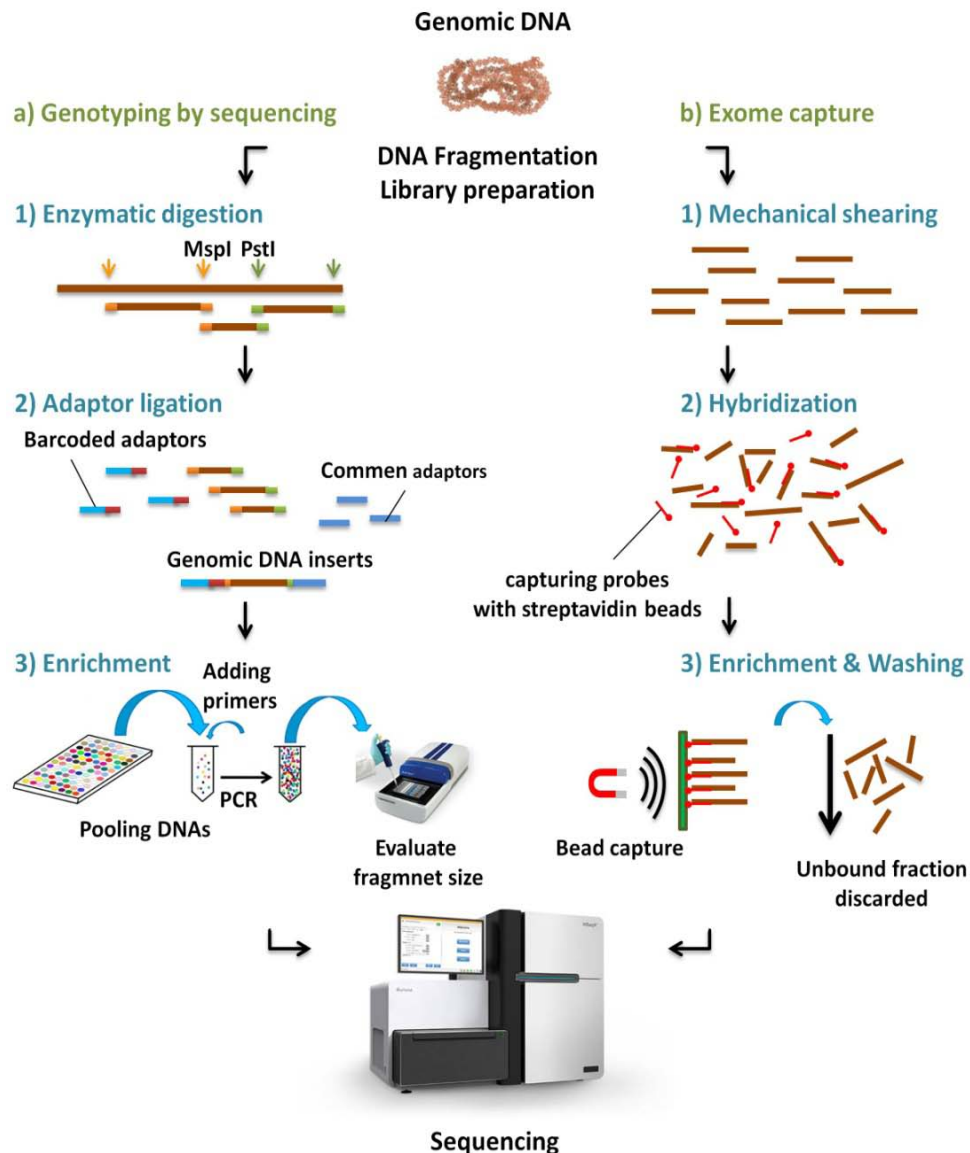 Genomic DNA
a) Genotyping by sequencing
b) Exome capture
DNA Fragmentation
Library preparation
1) Enzymatic digestion
MspI PstI
1) Mechanical shearing
2) Adaptor ligation
Barcoded adaptors
Commen adaptors
Genomic DNA inserts
2) Hybridization
capturing probes
with streptavidin beads
3) Enrichment
Adding
primers
PCR
Pooling DNAs
Evaluate
fragmnet size
3) Enrichment & Washing
Bead capture
Unbound fraction
discarded
Sequencing